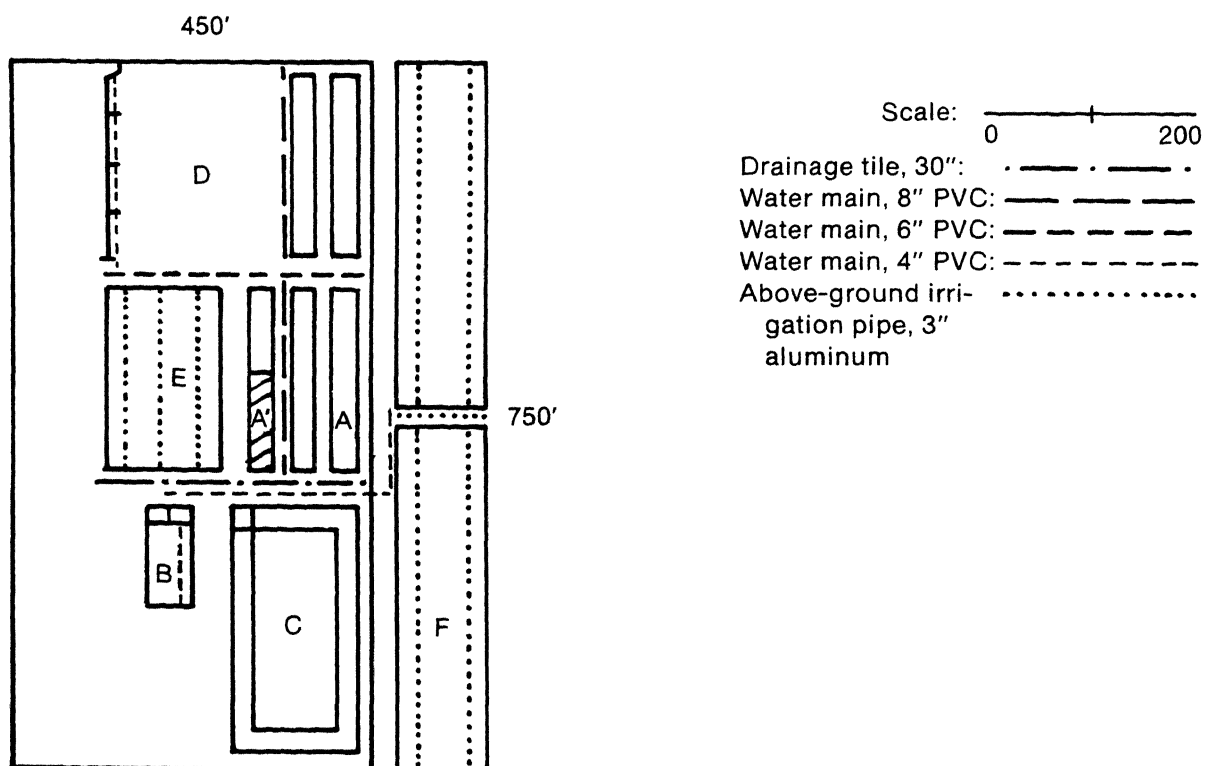 450′
D
E
A′
A
750′
B
C
F
Scale:
0 200
Drainage tile, 30″:
Water main, 8″ PVC:
Water main, 6″ PVC:
Water main, 4″ PVC:
Above-ground irri-
gation pipe, 3″
aluminum